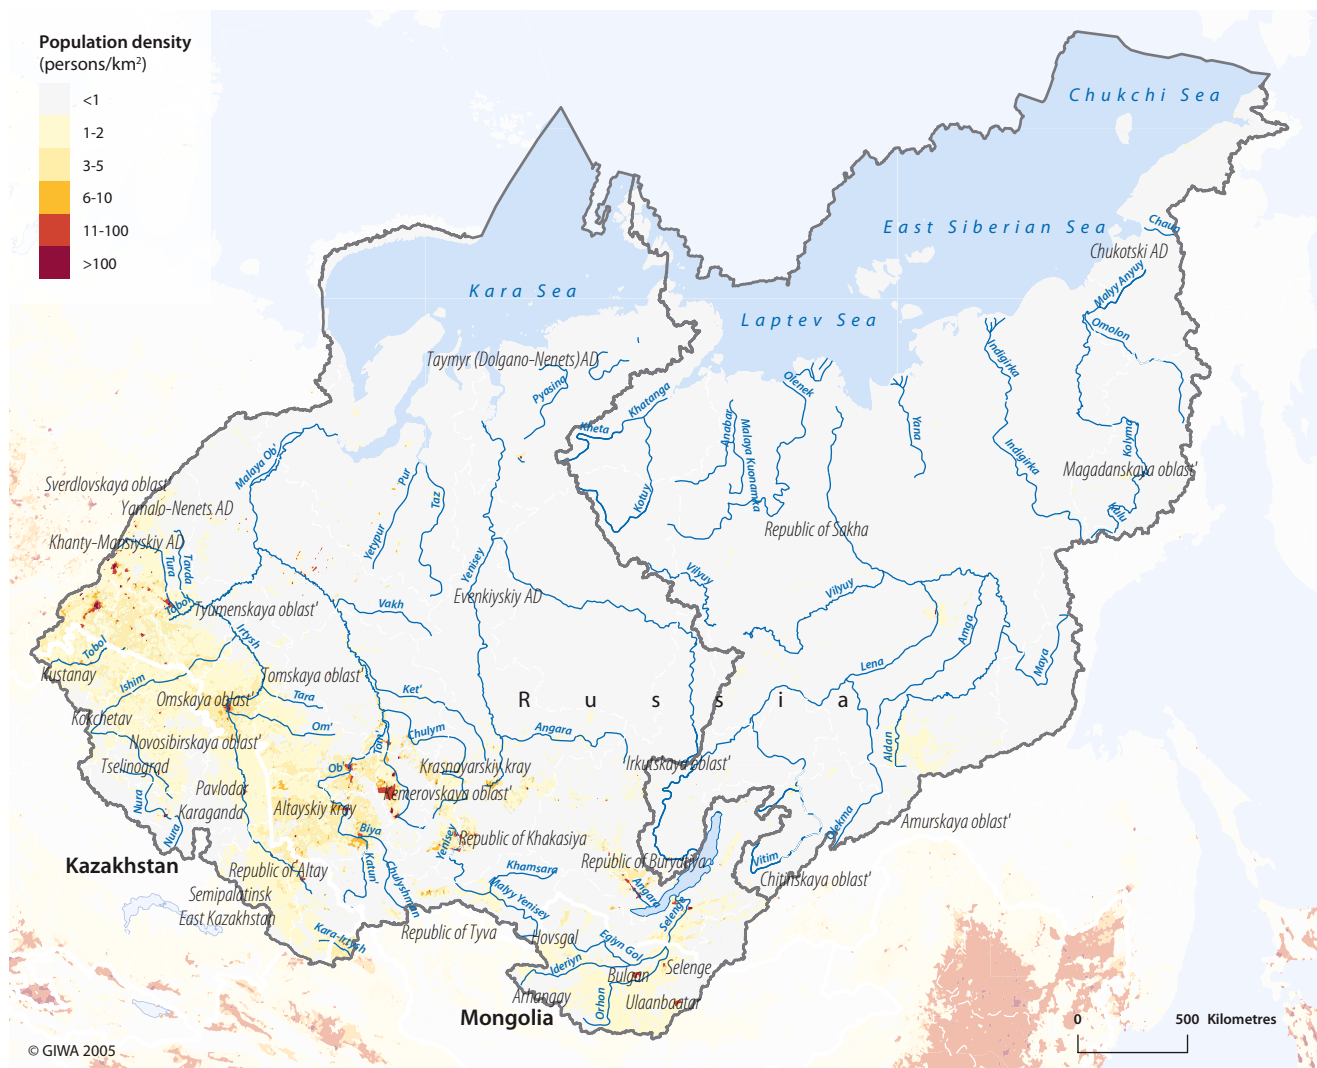 Population density
(persons/km²)
<1
1-2
3-5
6-10
11-100
>100
Chukchi Sea
East Siberian Sea
Kara Sea
Laptev Sea
Chaun
Chukotski AD
Malyy Anyuy
Omolon
Indigirka
Taymyr (Dolgano-Nenets)AD
Pyasina
Khatanga
Kheta
Olenek
Anabar
Malaya Kuonamka
Yana
Indigirka
Kolyma
Magadanskaya oblast'
Kulu
Malaya Ob'
Pur
Taz
Yetypur
Kotuy
Republic of Sakha
Sverdlovskaya oblast'
Yamalo-Nenets AD
Khanty-Mansiyskiy AD
Tura
Tavda
Tobol
Tyumenskaya oblast'
Yenisey
Evenkiyskiy AD
Vakh
Vilyuy
Vilyuy
Amga
Maya
Lena
Irtysh
Tobol
Kustanay
Ishim
Tomskaya oblast'
Omskaya oblast'
Tara
Ket'
Kokchetav
Om'
Russia
Novosibirskaya oblast'
Tom'
Chulym
Angara
Aldan
Tselinograd
Ob'
Krasnoyarskiy kray
Irkutskaya oblast'
Pavlodar
Nura
Karaganda
Altayskiy kray
Kemerovskaya oblast'
Nura
Biya
Yenisey
Republic of Khakasiya
Olekma
Amurskaya oblast'
Kazakhstan
Republic of Altay
Katun'
Chulyshman
Khamsara
Republic of Buryatiya
Vitim
Chitinskaya oblast'
Semipalatinsk
East Kazakhstan
Malyy Yenisey
Angara
Selenge
Kara-Irtysh
Republic of Tyva
Hovsgol
Egiyn Gol
Ideriyn
Bulgan
Selenge
Arhangay
Orhon
Ulaanbaatar
Mongolia
0 500 Kilometres
© GIWA 2005